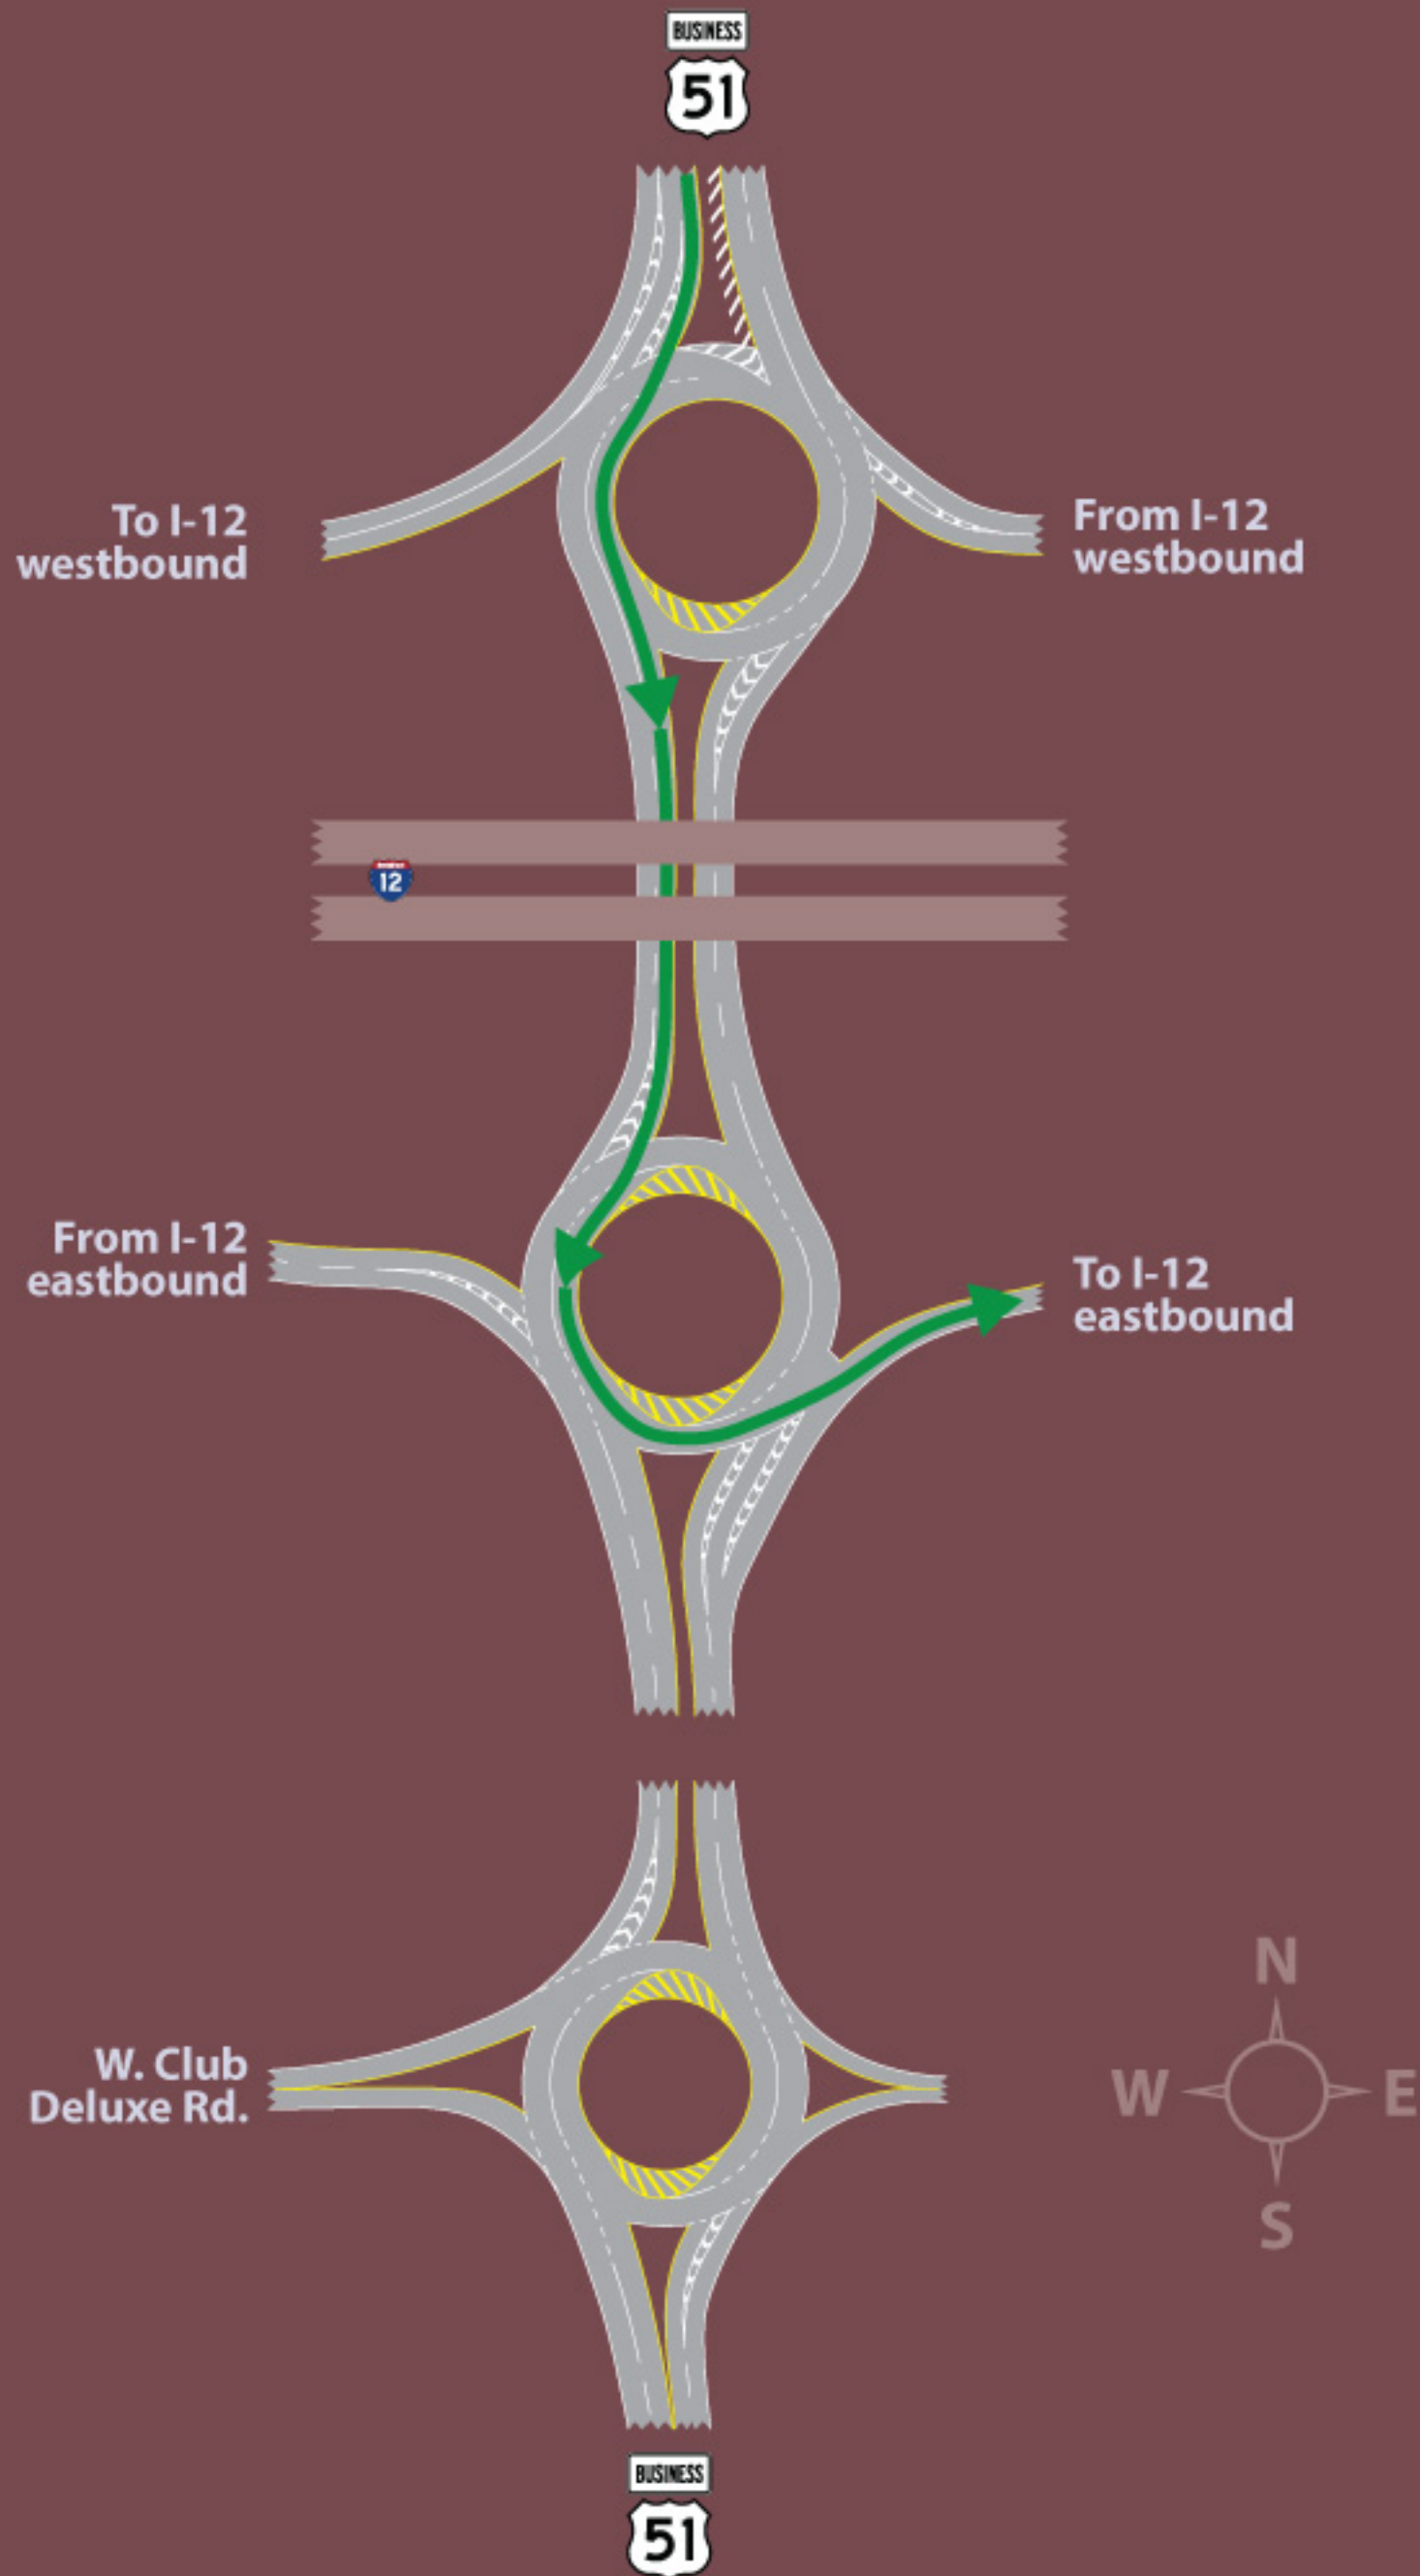 BUSINESS
51
To I-12
westbound
From I-12
westbound
12
From I-12
eastbound
To I-12
eastbound
N
W E
S
W. Club
Deluxe Rd.
BUSINESS
51